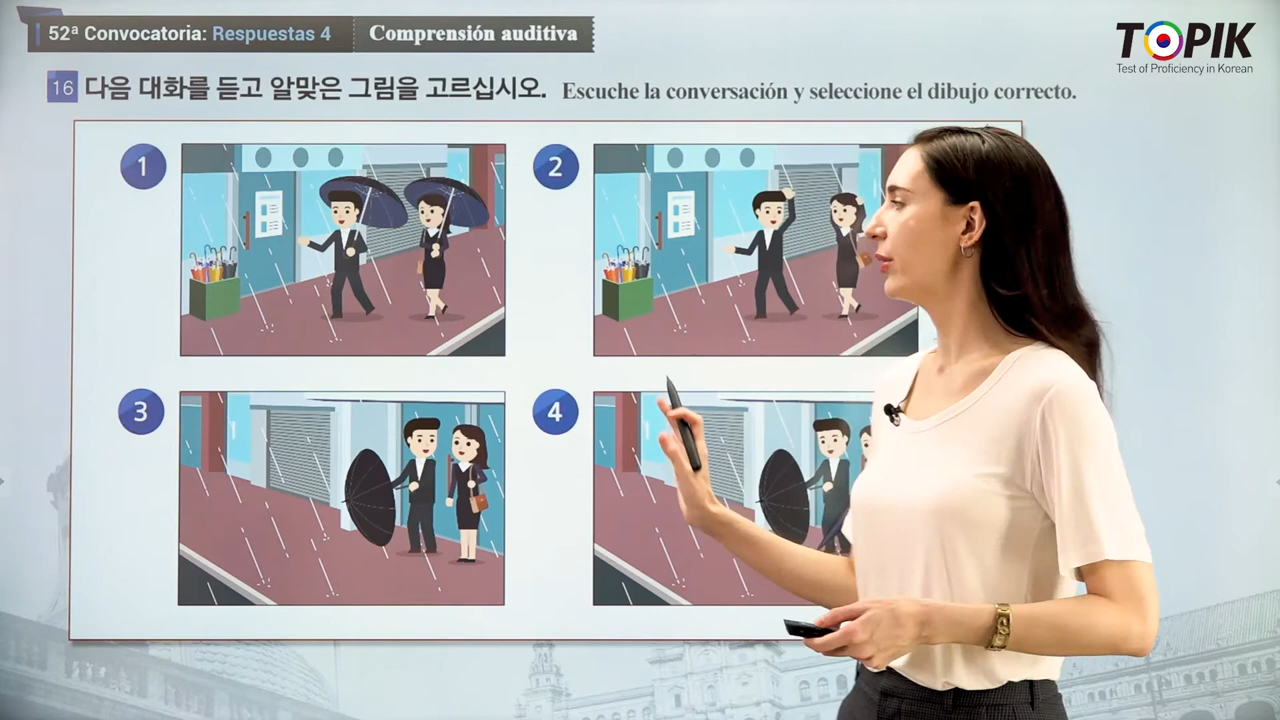 52ª Convocatoria: Respuestas 4
Comprensión auditiva
TOPIK
Test of Proficiency in Korean
16 다음 대화를 듣고 알맞은 그림을 고르십시오. Escuche la conversación y seleccione el dibujo correcto.
1
2
3
4